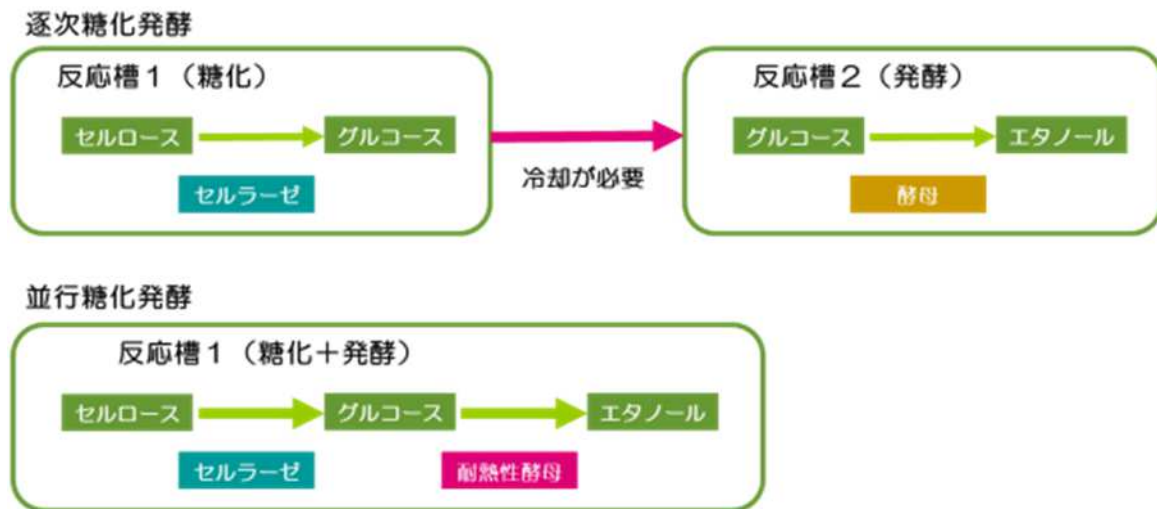 逐次糖化発酵
反応槽1（糖化）
セルロース
グルコース
セルラーゼ
冷却が必要
反応槽2（発酵）
グルコース
エタノール
酵母
並行糖化発酵
反応槽1（糖化＋発酵）
セルロース
グルコース
エタノール
セルラーゼ
耐熱性酵母